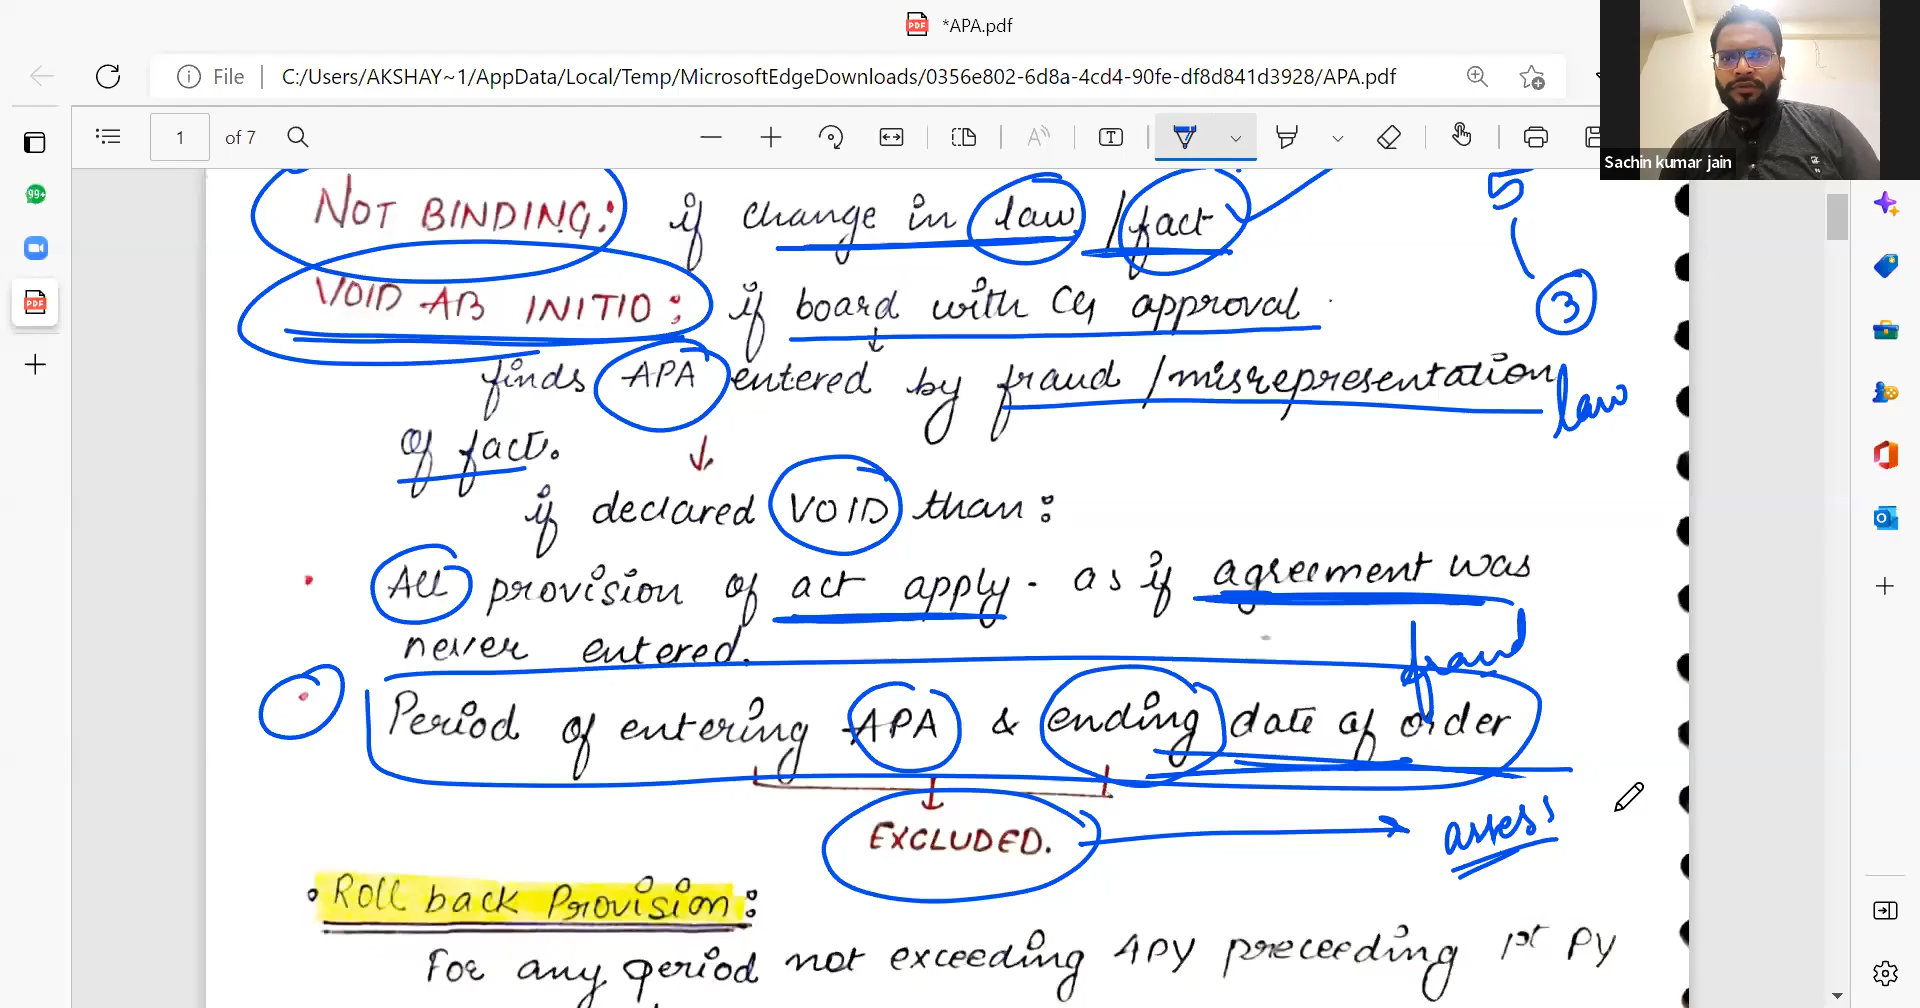 *APA.pdf
File C:/Users/AKSHAY~1/AppData/Local/Temp/MicrosoftEdgeDownloads/0356e802-6d8a-4cd4-90fe-df8d841d3928/APA.pdf
1 of 7
Sachin kumar jain
99+
PDF
NOT BINDING: if change in law / fact
5
VOID AB INITIO: if board with CG approval
3
finds APA entered by fraud / misrepresentation
law
of fact.
if declared VOID than:
All provision of act apply - as if agreement was
never entered.
fraud
Period of entering APA & ending date of order
EXCLUDED.
assess
• Roll back Provision:
For any period not exceeding 4PY preceeding 1st PY